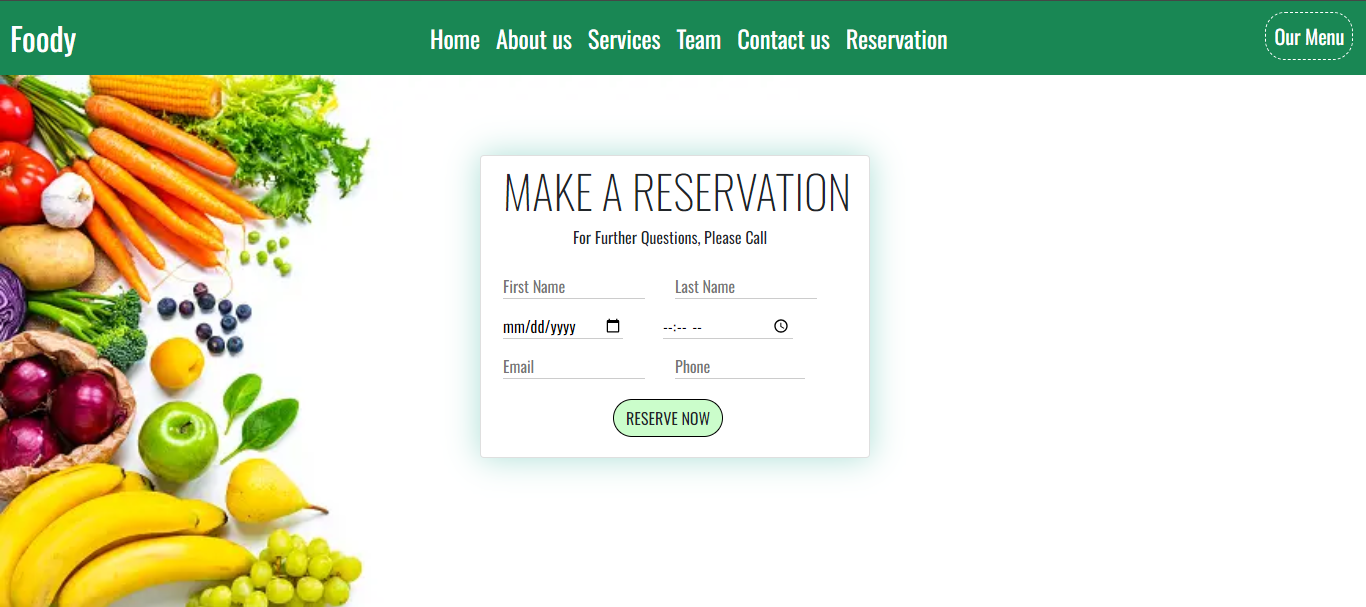 Foody Home About us Services Team Contact us Reservation Our Menu
MAKE A RESERVATION
For Further Questions, Please Call
First Name Last Name
mm/dd/yyyy --:-- --
Email Phone
RESERVE NOW